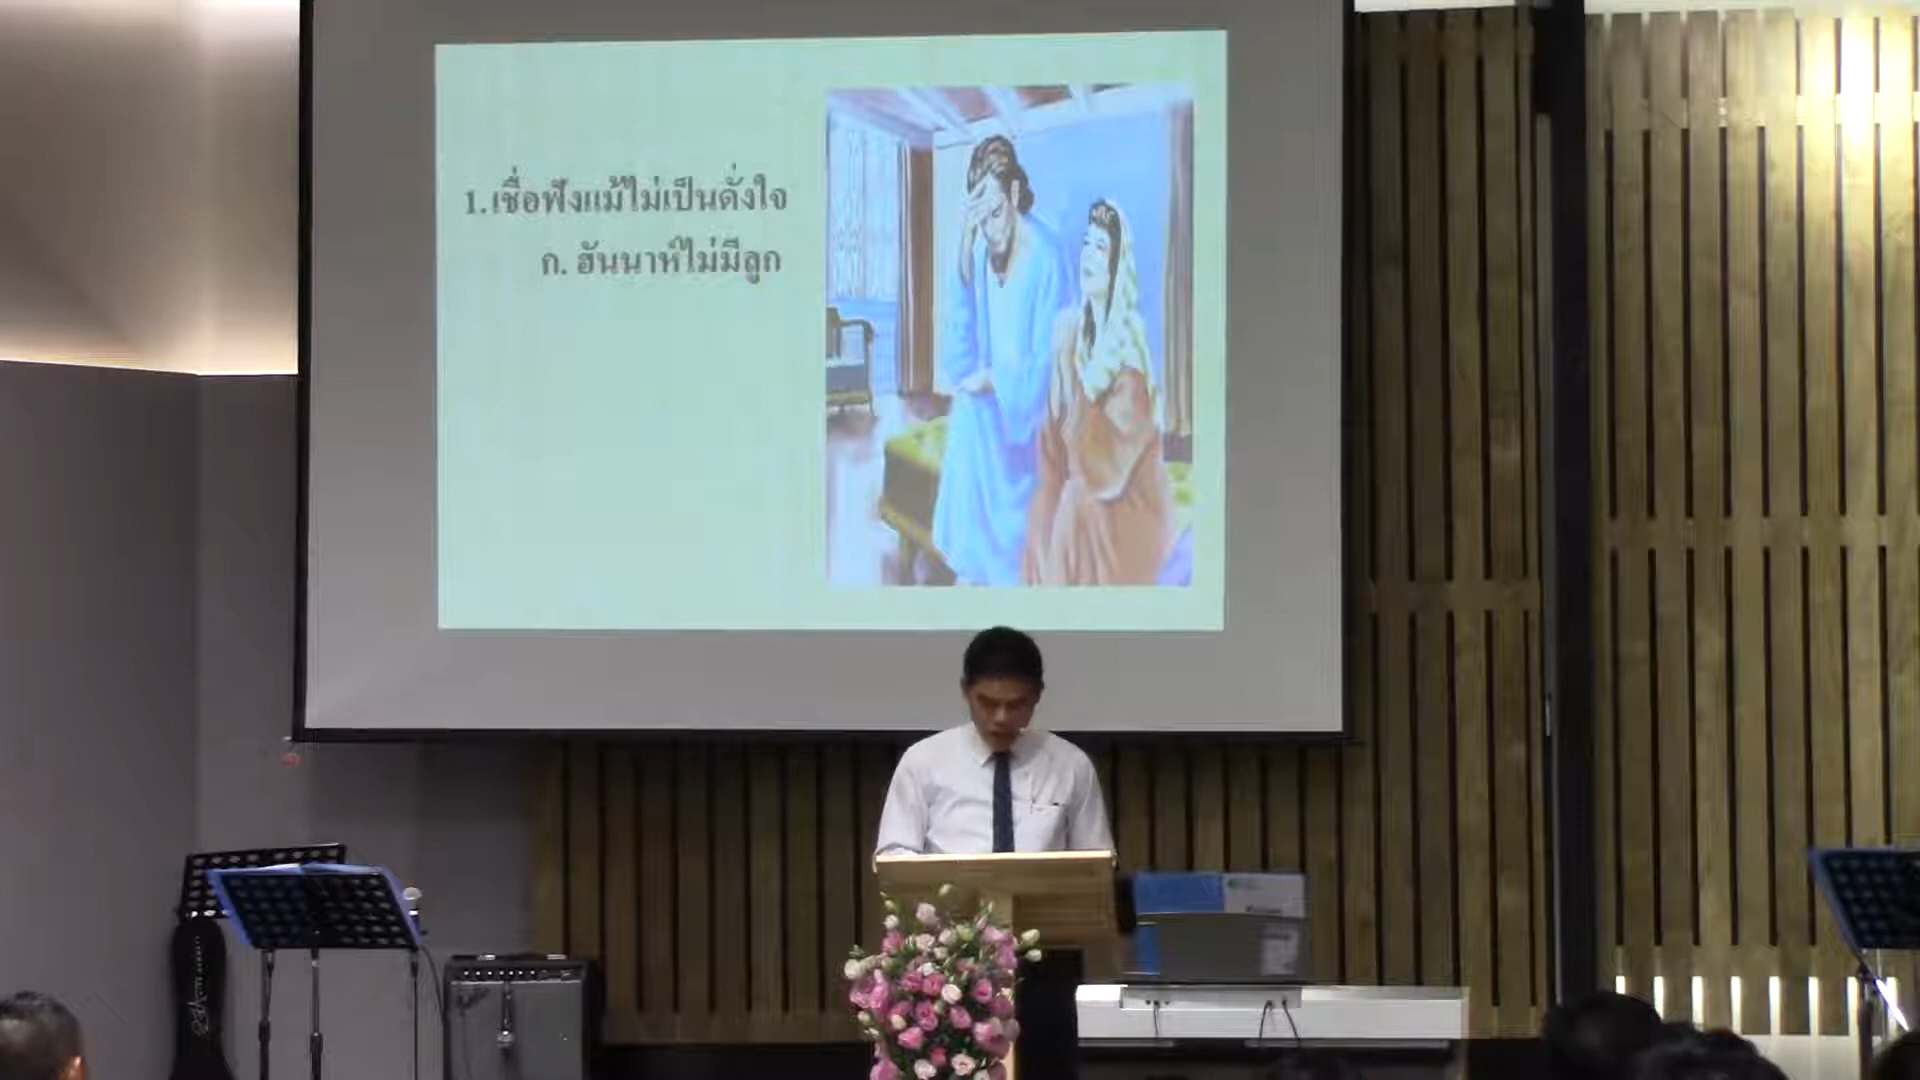 1. เชื่อฟังแม้ไม่เป็นดั่งใจ
ก. ฮันนาห์ไม่มีลูก